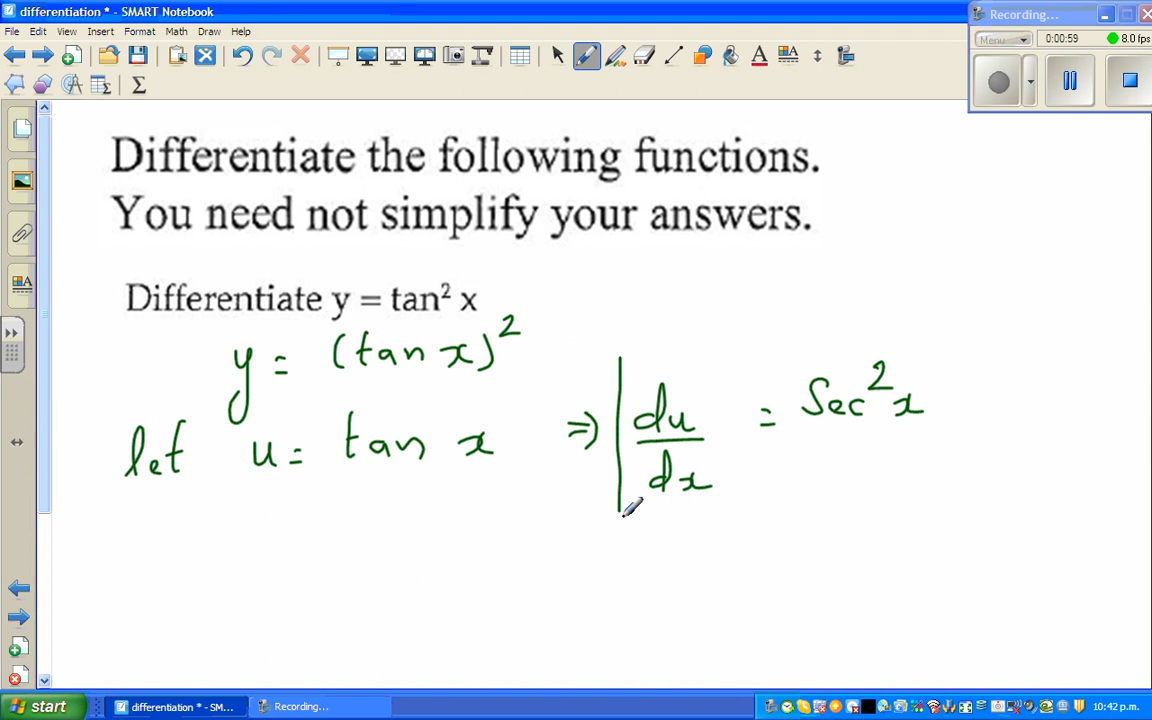 differentiation * - SMART Notebook
Recording...
File Edit View Insert Format Math Draw Help
Menu
0:00:59
8.0 fps
Differentiate the following functions.
You need not simplify your answers.
Differentiate y = tan² x
y = (tan x)²
let u = tan x ⇒ du/dx = Sec²x
start
differentiation * - SM...
Recording...
10:42 p.m.